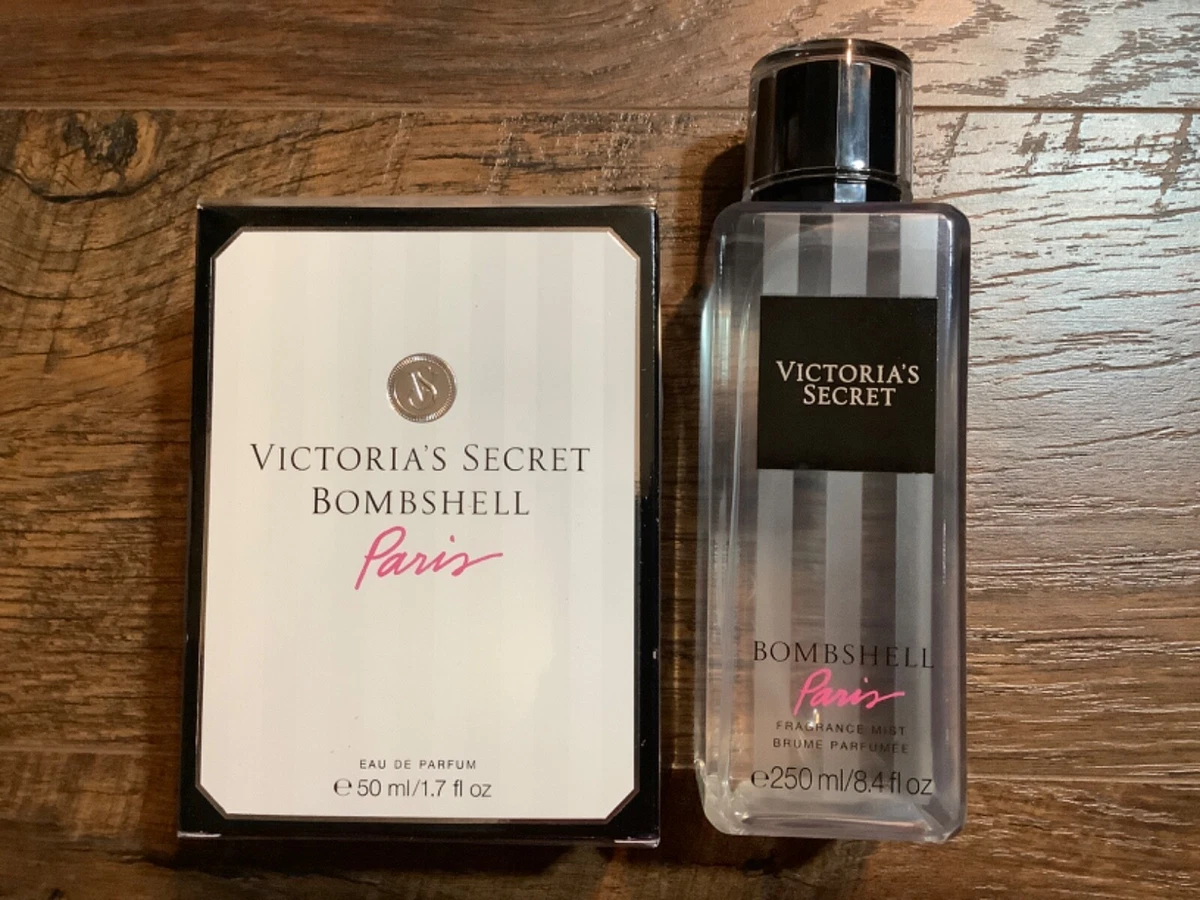 VICTORIA'S SECRET
BOMBSHELL
Paris
EAU DE PARFUM
℮ 50 ml/1.7 fl oz
VICTORIA'S
SECRET
BOMBSHELL
Paris
FRAGRANCE MIST
BRUME PARFUMÉE
℮250 ml/8.4 fl oz